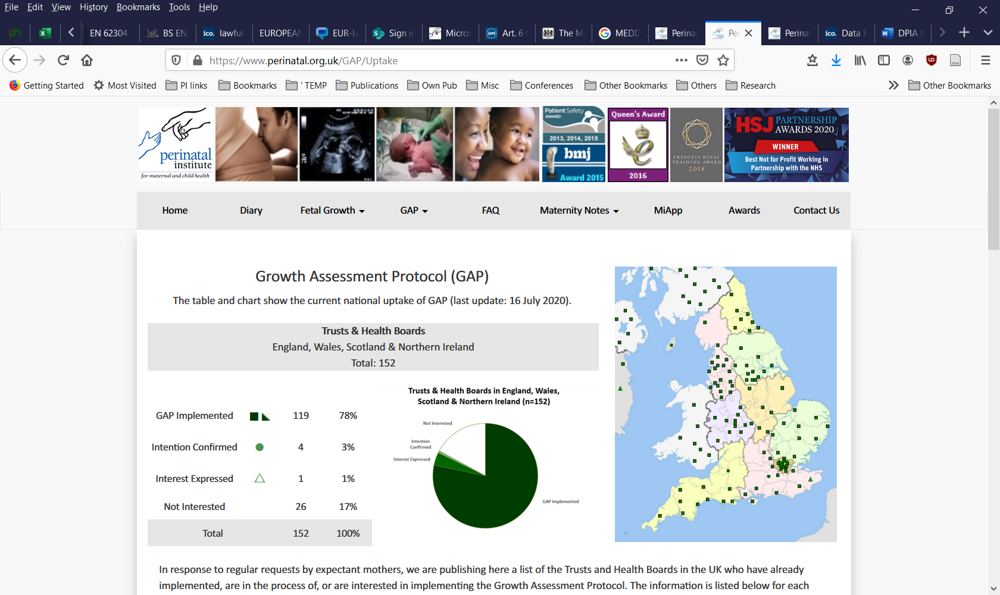 File Edit View History Bookmarks Tools Help
EN 62304 BS EN lawful EUROPEAN EUR-L Sign in Micros Art. 6 The M MEDD Perinat Per Perinat Data P DPIA t
https://www.perinatal.org.uk/GAP/Uptake
Getting Started Most Visited PI links Bookmarks ' TEMP Publications Own Pub Misc Conferences Other Bookmarks Others Research Other Bookmarks
perinatal
institute
for maternal and child health
Patient Safety
AWARD
2013, 2014, 2015
bmj
Award 2015
Queen's Award
2016
PRINCESS ROYAL
TRAINING AWARD
2018
HSJ PARTNERSHIP
AWARDS 2020
WINNER
Best Not for Profit Working in
Partnership with the NHS
Home Diary Fetal Growth GAP FAQ Maternity Notes MiApp Awards Contact Us
Growth Assessment Protocol (GAP)
The table and chart show the current national uptake of GAP (last update: 16 July 2020).
Trusts & Health Boards
England, Wales, Scotland & Northern Ireland
Total: 152
GAP Implemented 119 78%
Intention Confirmed 4 3%
Interest Expressed 1 1%
Not Interested 26 17%
Total 152 100%
Trusts & Health Boards in England, Wales,
Scotland & Northern Ireland (n=152)
Not Interested
Intention
Confirmed
Interest Expressed
GAP Implemented
In response to regular requests by expectant mothers, we are publishing here a list of the Trusts and Health Boards in the UK who have already
implemented, are in the process of, or are interested in implementing the Growth Assessment Protocol. The information is listed below for each